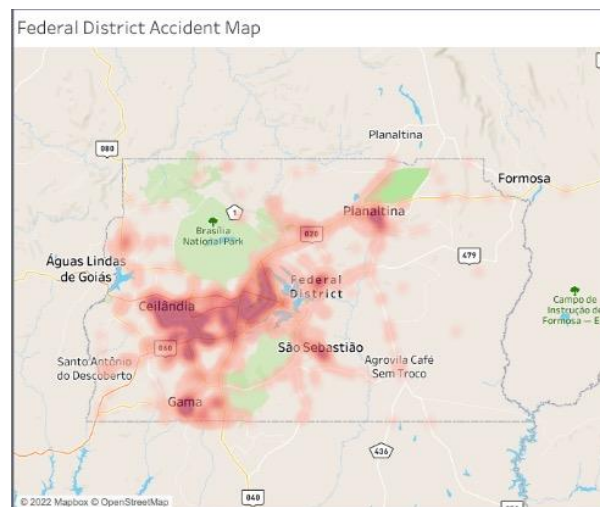 Federal District Accident Map
Planaltina
080
Formosa
1
Planaltina
Brasília
National Park
020
479
Águas Lindas
de Goiás
Federal
District
Ceilândia
Campo de
Instrução de
Formosa — E
060
São Sebastião
Santo Antônio
do Descoberto
Agrovila Café
Sem Troco
Gama
436
040
© 2022 Mapbox © OpenStreetMap